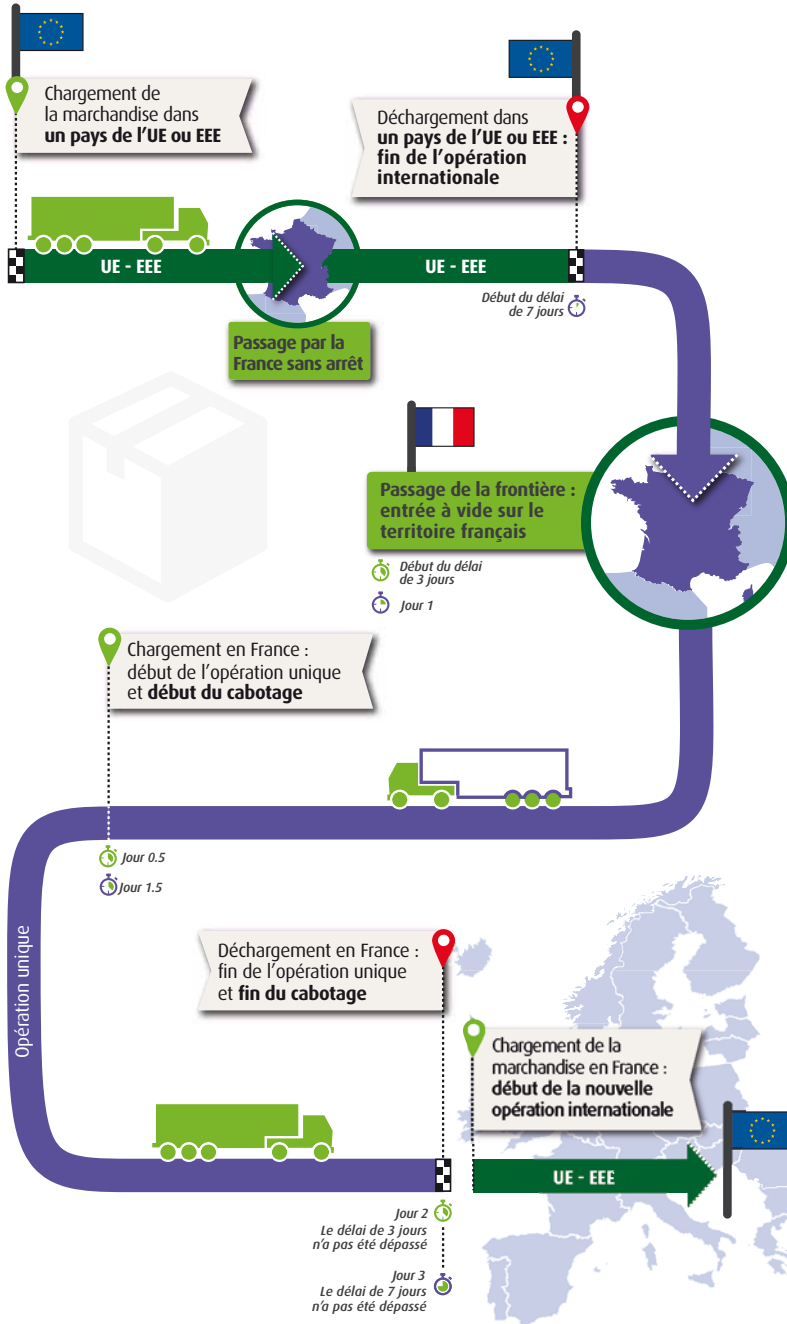 Chargement de
la marchandise dans
un pays de l'UE ou EEE
Déchargement dans
un pays de l'UE ou EEE :
fin de l'opération
internationale
UE - EEE
UE - EEE
Début du délai
de 7 jours
Passage par la
France sans arrêt
Passage de la frontière :
entrée à vide sur le
territoire français
Début du délai
de 3 jours
Jour 1
Chargement en France :
début de l'opération unique
et début du cabotage
Jour 0.5
Jour 1.5
Opération unique
Déchargement en France :
fin de l'opération unique
et fin du cabotage
Chargement de la
marchandise en France :
début de la nouvelle
opération internationale
UE - EEE
Jour 2
Le délai de 3 jours
n'a pas été dépassé
Jour 3
Le délai de 7 jours
n'a pas été dépassé